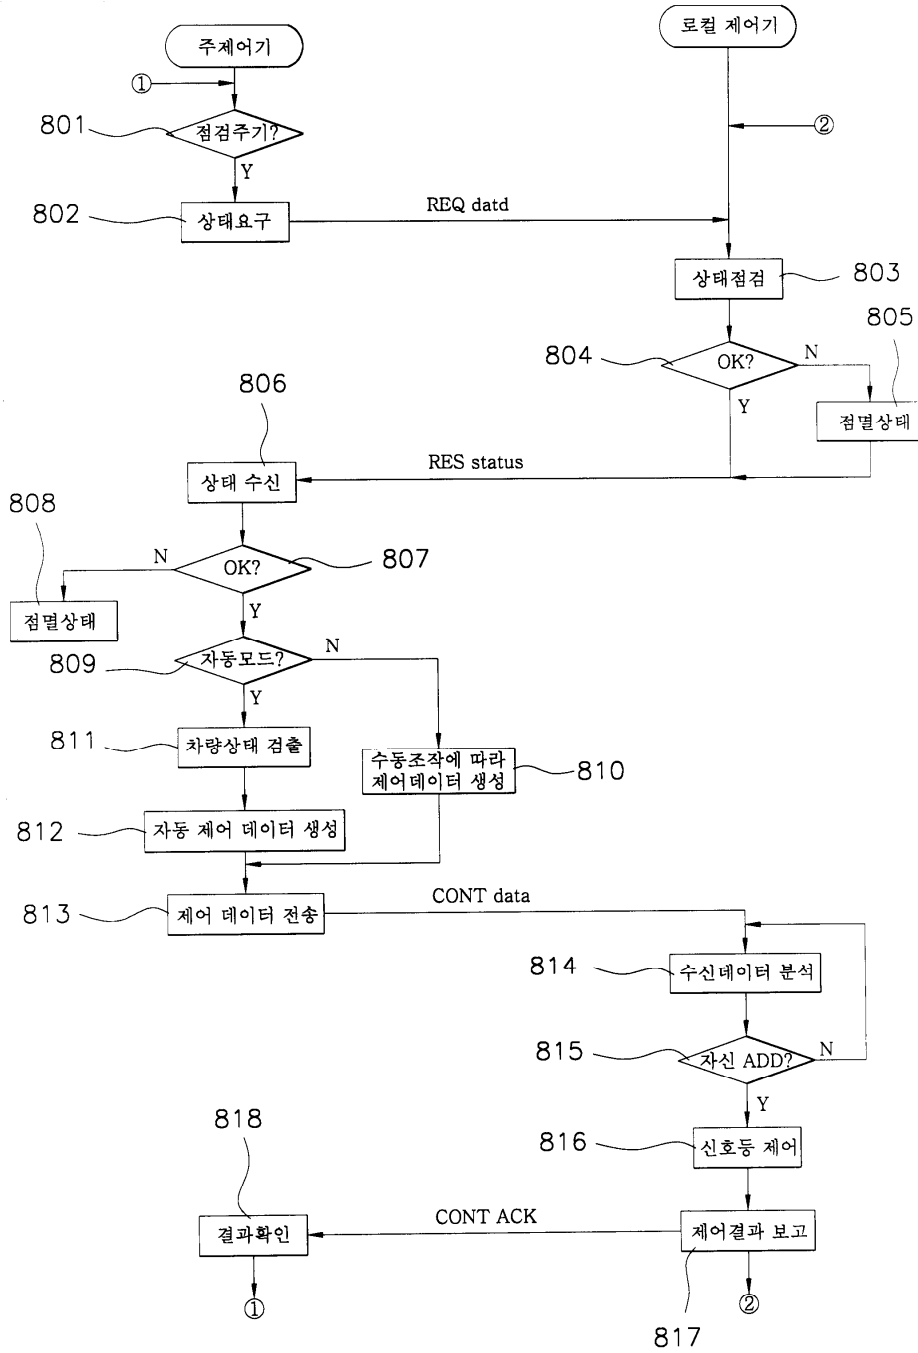 주제어기
로컬 제어기
①
②
801
점검주기?
Y
802
상태요구
REQ datd
상태점검
803
804
OK?
N
805
Y
점멸상태
806
상태 수신
RES status
808
N
OK?
807
점멸상태
Y
809
자동모드?
N
Y
811
차량상태 검출
수동조작에 따라
제어데이터 생성
810
812
자동 제어 데이터 생성
813
제어 데이터 전송
CONT data
814
수신데이터 분석
815
자신 ADD?
N
Y
818
816
신호등 제어
결과확인
CONT ACK
제어결과 보고
①
②
817